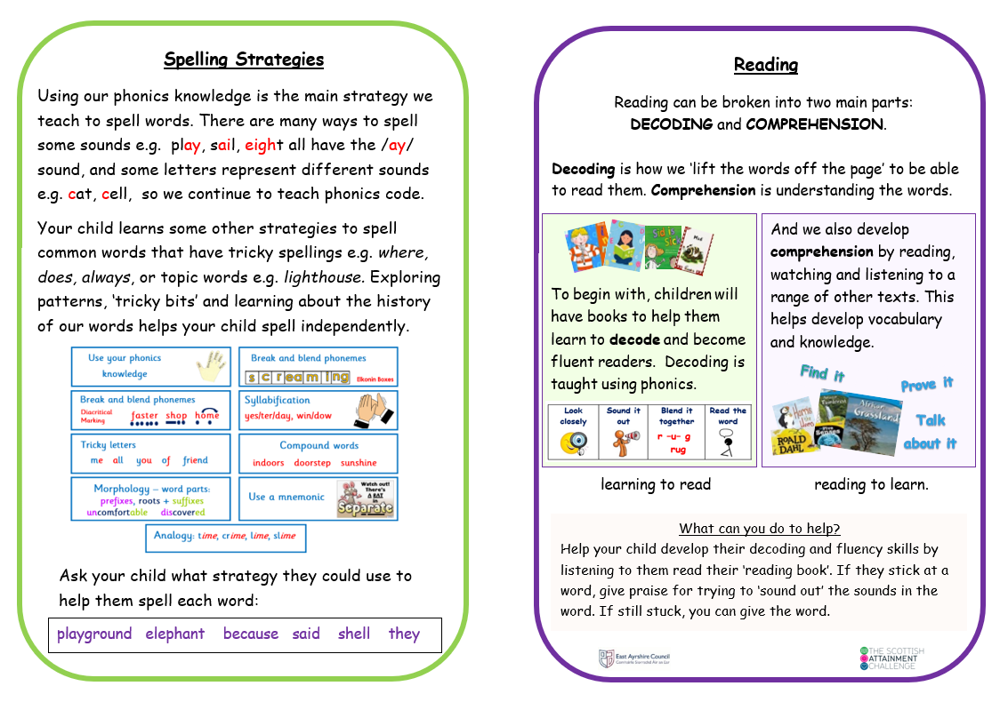 Spelling Strategies
Using our phonics knowledge is the main strategy we
teach to spell words. There are many ways to spell
some sounds e.g. play, sail, eight all have the /ay/
sound, and some letters represent different sounds
e.g. cat, cell, so we continue to teach phonics code.
Your child learns some other strategies to spell
common words that have tricky spellings e.g. where,
does, always, or topic words e.g. lighthouse. Exploring
patterns, ‘tricky bits’ and learning about the history
of our words helps your child spell independently.
Use your phonics
knowledge
Break and blend phonemes
screaming
Elkonin Boxes
Break and blend phonemes
Diacritical
Marking
faster shop home
Syllabification
yes/ter/day, win/dow
Tricky letters
me all you of friend
Compound words
indoors doorstep sunshine
Morphology – word parts:
prefixes, roots + suffixes
uncomfortable discovered
Use a mnemonic
Watch out!
There's
A RAT
in
Separate
Analogy: time, crime, lime, slime
Ask your child what strategy they could use to
help them spell each word:
playground elephant because said shell they
Reading
Reading can be broken into two main parts:
DECODING and COMPREHENSION.
Decoding is how we ‘lift the words off the page’ to be able
to read them. Comprehension is understanding the words.
To begin with, children will
have books to help them
learn to decode and become
fluent readers. Decoding is
taught using phonics.
Look
closely
Sound it
out
Blend it
together
r -u- g
rug
Read the
word
learning to read
And we also develop
comprehension by reading,
watching and listening to a
range of other texts. This
helps develop vocabulary
and knowledge.
Find it
Prove it
Talk
about it
African
Grassland
Five
Senses
ROALD
DAHL
reading to learn.
What can you do to help?
Help your child develop their decoding and fluency skills by
listening to them read their ‘reading book’. If they stick at a
word, give praise for trying to ‘sound out’ the sounds in the
word. If still stuck, you can give the word.
East Ayrshire Council
THE SCOTTISH
ATTAINMENT
CHALLENGE